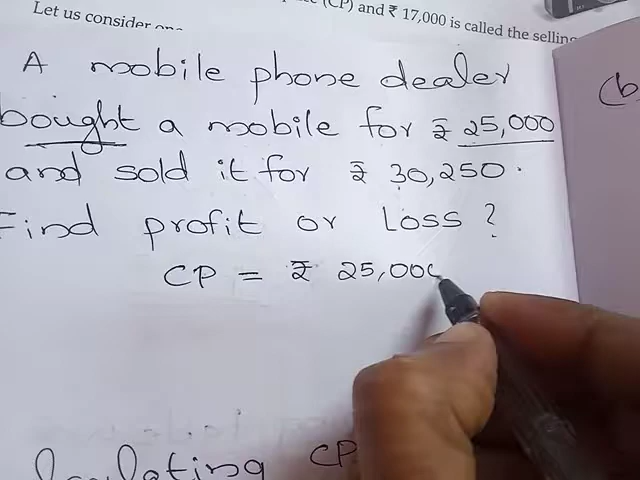 Let us consider
(CP) and ₹ 17,000 is called the selling
A mobile phone dealer
bought a mobile for ₹ 25,000
and sold it for ₹ 30,250.
Find profit or Loss ?
CP = ₹ 25,000
CP
(b